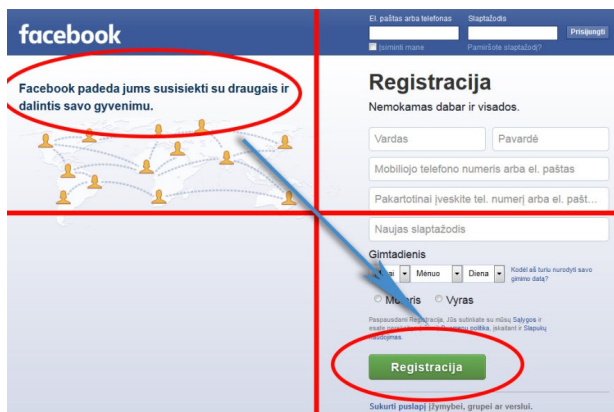 facebook
El. paštas arba telefonas
Slaptažodis
Prisijungti
Įsiminti mane
Pamiršote slaptažodį?
Facebook padeda jums susisiekti su draugais ir
dalintis savo gyvenimu.
Registracija
Nemokamas dabar ir visados.
Vardas
Pavardė
Mobiliojo telefono numeris arba el. paštas
Pakartotinai įveskite tel. numerį arba el. pašt...
Naujas slaptažodis
Gimtadienis
Mėnuo
Diena
Kodėl aš turiu nurodyti savo
gimimo datą?
Vyras
Paspausdami Registracija, Jūs sutinkate su mūsų Sąlygos ir
politika, įskaitant ir Slapukų
naudojimas.
Registracija
Sukurti puslapį įžymybei, grupei ar verslui.